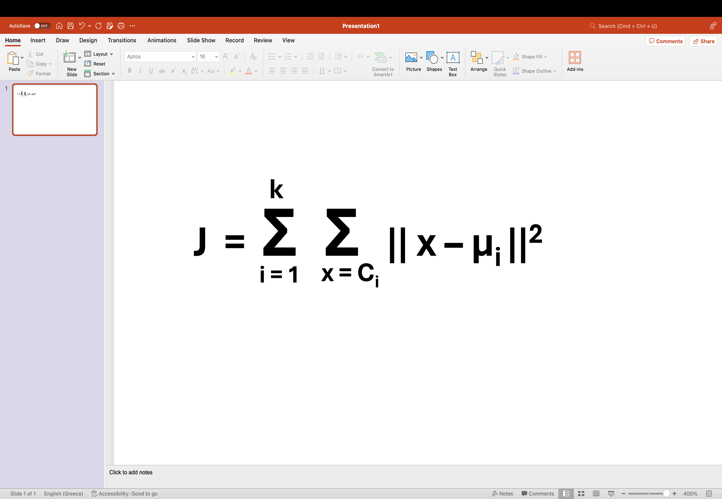 AutoSave OFF Presentation1 Search (Cmd + Ctrl + U)
Home Insert Draw Design Transitions Animations Slide Show Record Review View Comments Share
Paste Cut Copy Format New Slide Layout Reset Section Aptos 16 Convert to SmartArt Picture Shapes Text Box Arrange Quick Styles Shape Fill Shape Outline Add-ins
1
k
J = Σ Σ || x – μᵢ ||²
i = 1 x = Cᵢ
Click to add notes
Slide 1 of 1 English (Greece) Accessibility: Good to go Notes Comments 400%